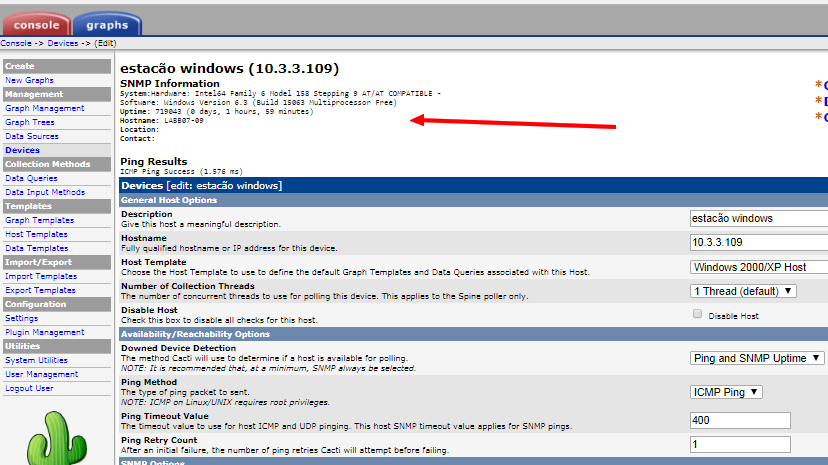 console graphs
Console -> Devices -> (Edit)
Create
New Graphs
Management
Graph Management
Graph Trees
Data Sources
Devices
Collection Methods
Data Queries
Data Input Methods
Templates
Graph Templates
Host Templates
Data Templates
Import/Export
Import Templates
Export Templates
Configuration
Settings
Plugin Management
Utilities
System Utilities
User Management
Logout User
estacão windows (10.3.3.109)
SNMP Information
System:Hardware: Intel64 Family 6 Model 158 Stepping 9 AT/AT COMPATIBLE -
Software: Windows Version 6.3 (Build 15063 Multiprocessor Free)
Uptime: 719043 (0 days, 1 hours, 59 minutes)
Hostname: LABB07-09
Location:
Contact:
*
*
*
Ping Results
ICMP Ping Success (1.576 ms)
Devices [edit: estacão windows]
General Host Options
Description
Give this host a meaningful description.
estacão windows
Hostname
Fully qualified hostname or IP address for this device.
10.3.3.109
Host Template
Choose the Host Template to use to define the default Graph Templates and Data Queries associated with this Host.
Windows 2000/XP Host
Number of Collection Threads
The number of concurrent threads to use for polling this device. This applies to the Spine poller only.
1 Thread (default)
Disable Host
Check this box to disable all checks for this host.
Disable Host
Availability/Reachability Options
Downed Device Detection
The method Cacti will use to determine if a host is available for polling.
NOTE: It is recommended that, at a minimum, SNMP always be selected.
Ping and SNMP Uptime
Ping Method
The type of ping packet to sent.
NOTE: ICMP on Linux/UNIX requires root privileges.
ICMP Ping
Ping Timeout Value
The timeout value to use for host ICMP and UDP pinging. This host SNMP timeout value applies for SNMP pings.
400
Ping Retry Count
After an initial failure, the number of ping retries Cacti will attempt before failing.
1
SNMP Options